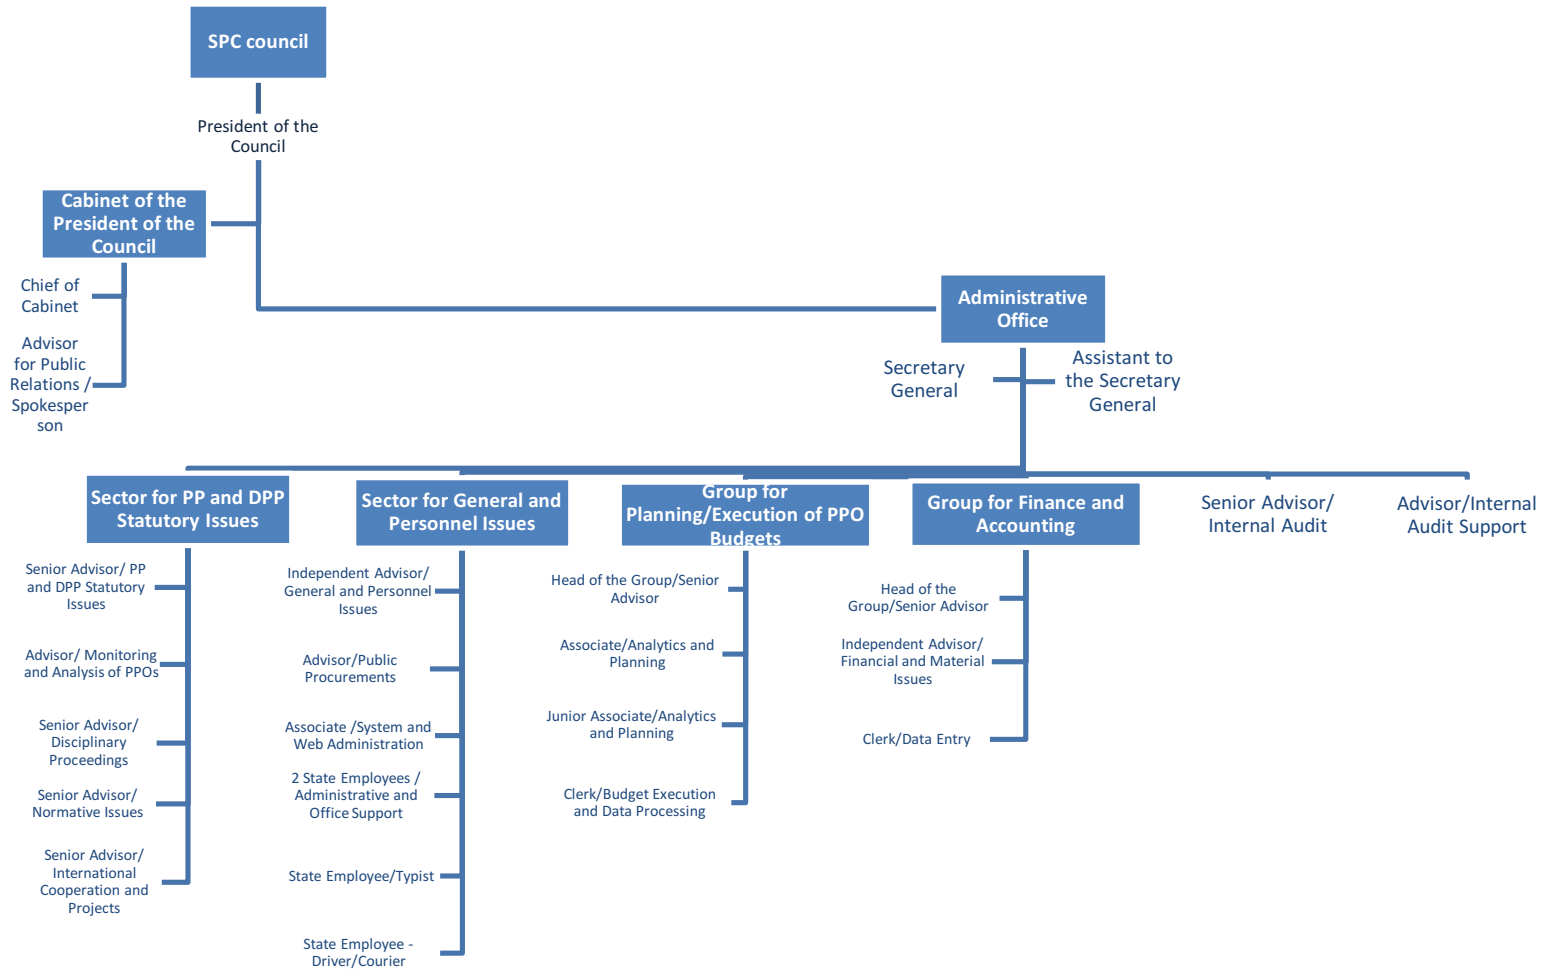 SPC council
President of the
Council
Cabinet of the
President of the
Council
Chief of
Cabinet
Advisor
for Public
Relations /
Spokesper
son
Administrative
Office
Secretary
General
Assistant to
the Secretary
General
Sector for PP and DPP
Statutory Issues
Senior Advisor/ PP
and DPP Statutory
Issues
Advisor/ Monitoring
and Analysis of PPOs
Senior Advisor/
Disciplinary
Proceedings
Senior Advisor/
Normative Issues
Senior Advisor/
International
Cooperation and
Projects
Sector for General and
Personnel Issues
Independent Advisor/
General and Personnel
Issues
Advisor/Public
Procurements
Associate /System and
Web Administration
2 State Employees /
Administrative and
Office Support
State Employee/Typist
State Employee -
Driver/Courier
Group for
Planning/Execution of PPO
Budgets
Head of the Group/Senior
Advisor
Associate/Analytics and
Planning
Junior Associate/Analytics
and Planning
Clerk/Budget Execution
and Data Processing
Group for Finance and
Accounting
Head of the
Group/Senior Advisor
Independent Advisor/
Financial and Material
Issues
Clerk/Data Entry
Senior Advisor/
Internal Audit
Advisor/Internal
Audit Support